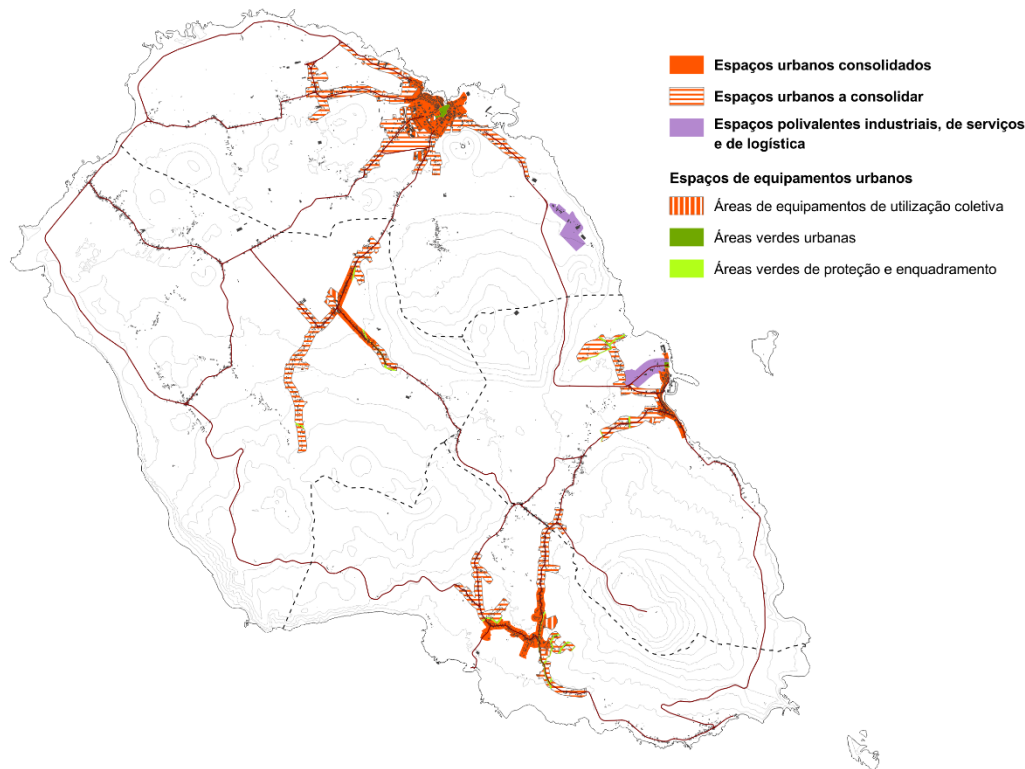 Espaços urbanos consolidados
Espaços urbanos a consolidar
Espaços polivalentes industriais, de serviços
e de logística
Espaços de equipamentos urbanos
Áreas de equipamentos de utilização coletiva
Áreas verdes urbanas
Áreas verdes de proteção e enquadramento